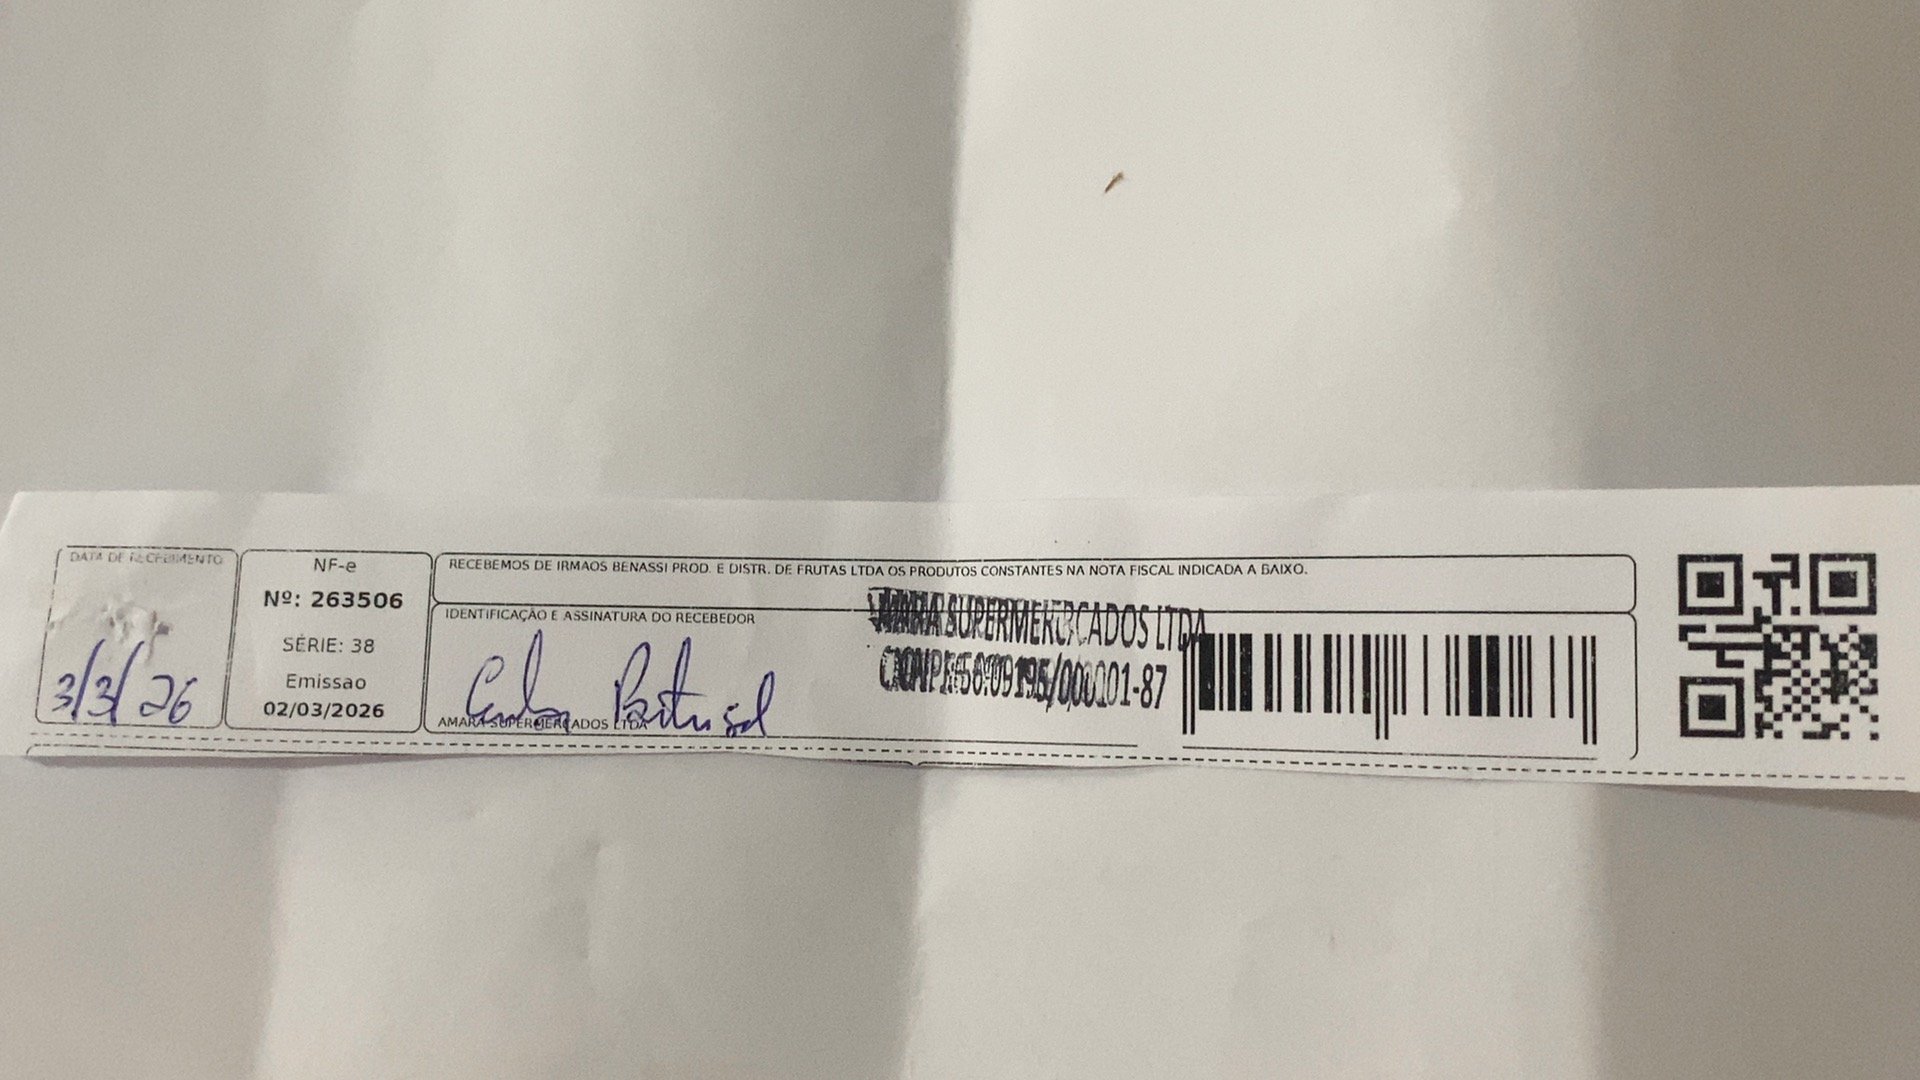 DATA DE RECEBIMENTO
3/3/26
NF-e
Nº: 263506
SÉRIE: 38
Emissao
02/03/2026
RECEBEMOS DE IRMAOS BENASSI PROD. E DISTR. DE FRUTAS LTDA OS PRODUTOS CONSTANTES NA NOTA FISCAL INDICADA A BAIXO.
IDENTIFICAÇÃO E ASSINATURA DO RECEBEDOR
AMARA SUPERMERCADOS LTDA
AMARA SUPERMERCADOS LTDA